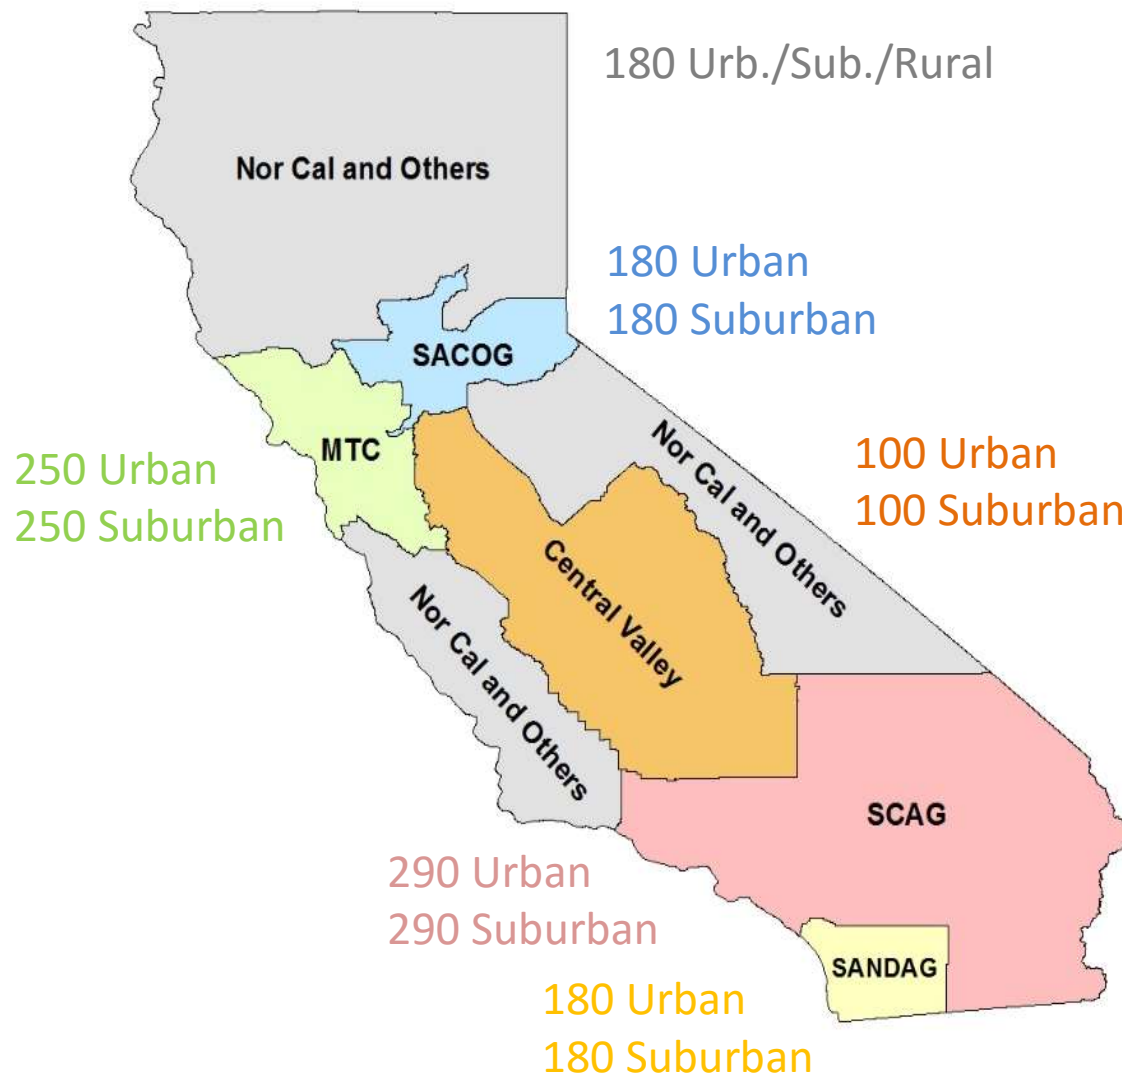 180 Urb./Sub./Rural
Nor Cal and Others
180 Urban
180 Suburban
SACOG
MTC
250 Urban
250 Suburban
Nor Cal and Others
100 Urban
100 Suburban
Central Valley
Nor Cal and Others
SCAG
290 Urban
290 Suburban
SANDAG
180 Urban
180 Suburban